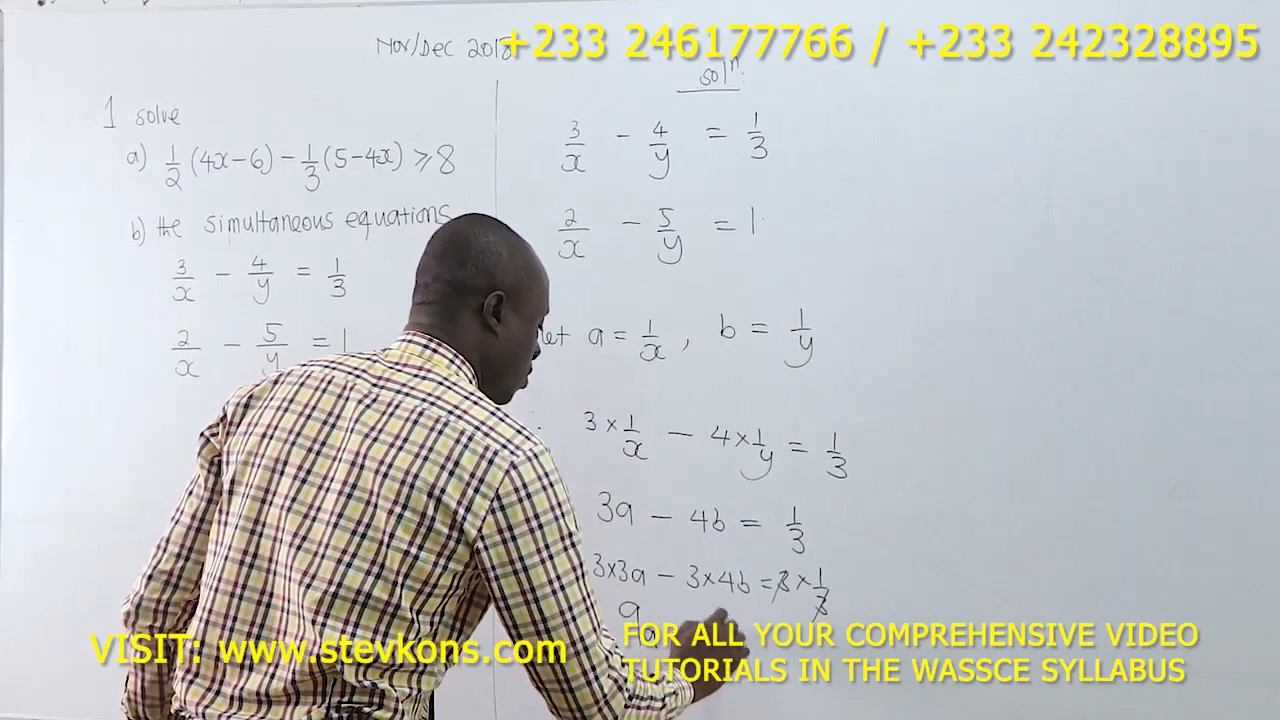 +233 246177766 / +233 242328895
Nov/Dec 2018
1 solve
a) 1/2 (4x-6) - 1/3 (5-4x) ≥ 8
b) the simultaneous equations
3/x - 4/y = 1/3
2/x - 5/y = 1
solⁿ:
3/x - 4/y = 1/3
2/x - 5/y = 1
let a = 1/x , b = 1/y
3 × 1/x - 4 × 1/y = 1/3
3a - 4b = 1/3
3×3a - 3×4b = 3 × 1/3
VISIT: www.stevkons.com
FOR ALL YOUR COMPREHENSIVE VIDEO
TUTORIALS IN THE WASSCE SYLLABUS